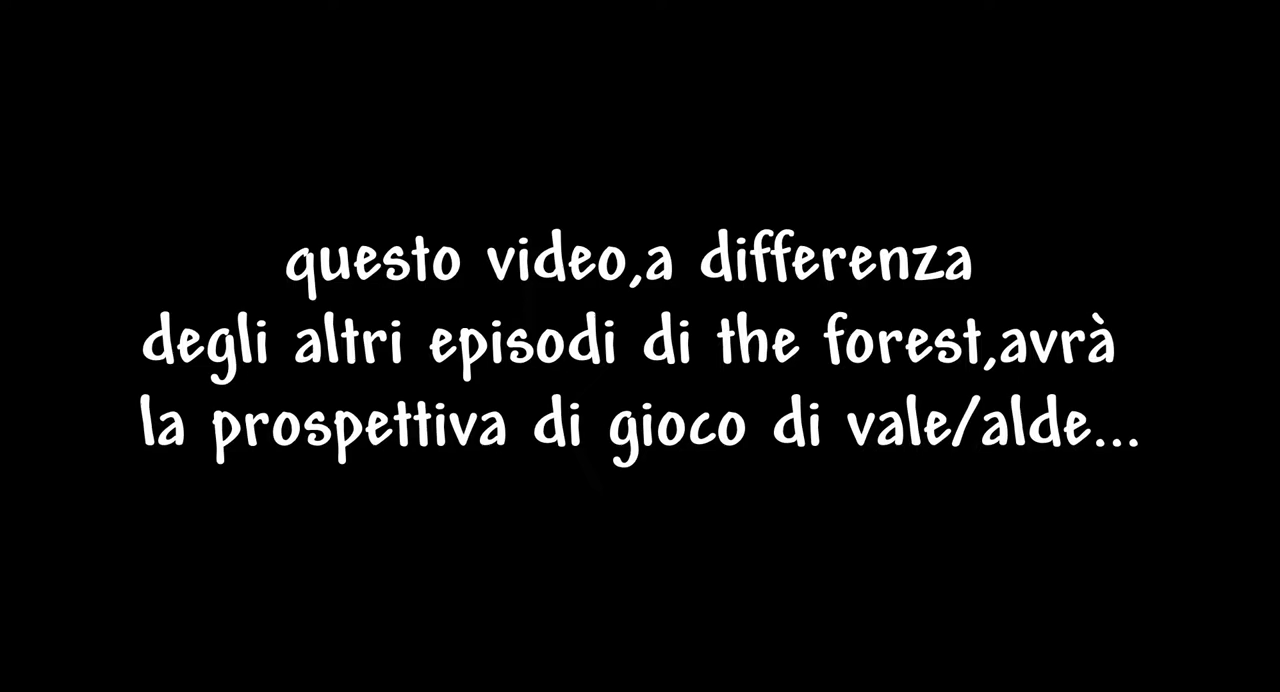 questo video,a differenza
degli altri episodi di the forest,avrà
la prospettiva di gioco di vale/alde...